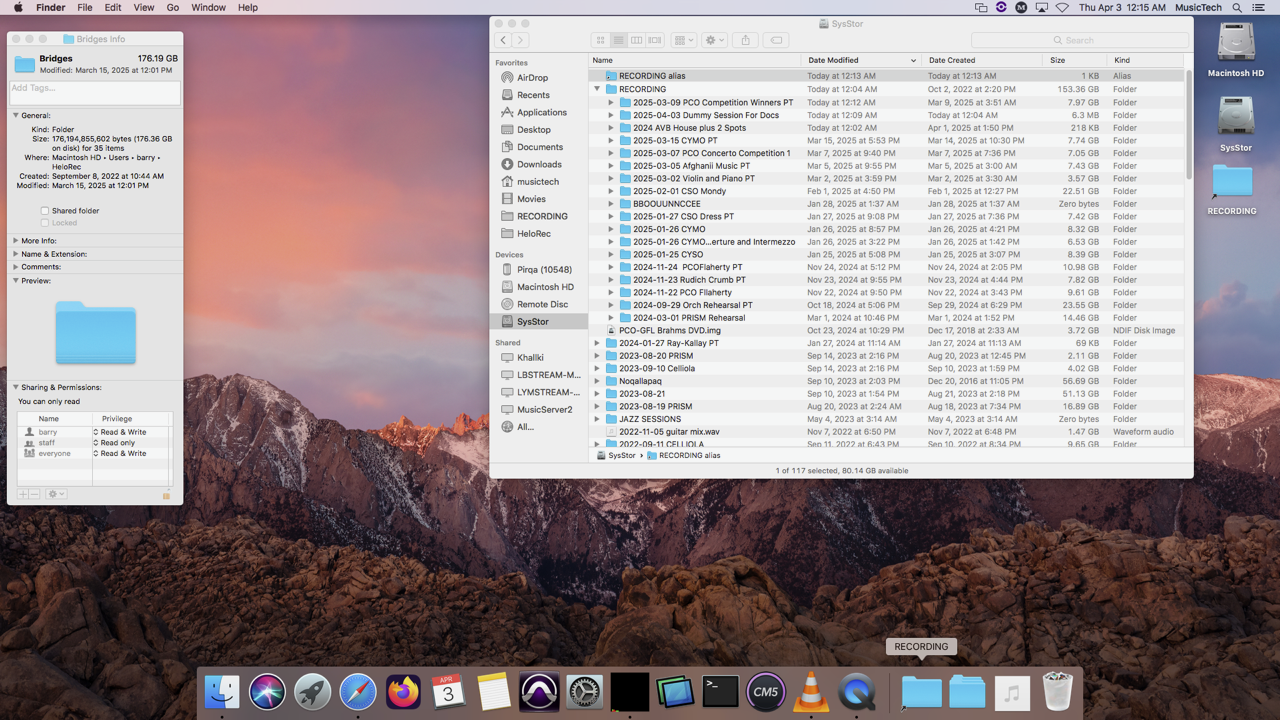 Finder File Edit View Go Window Help
Thu Apr 3 12:15 AM MusicTech
Bridges Info
Bridges 176.19 GB
Modified: March 15, 2025 at 12:01 PM
Add Tags...
General:
Kind: Folder
Size: 176,194,855,602 bytes (176.36 GB
on disk) for 35 items
Where: Macintosh HD • Users • barry •
HeloRec
Created: September 8, 2022 at 10:44 AM
Modified: March 15, 2025 at 12:01 PM
Shared folder
Locked
More Info:
Name & Extension:
Comments:
Preview:
Sharing & Permissions:
You can only read
Name Privilege
barry Read & Write
staff Read only
everyone Read & Write
SysStor
Search
Favorites
AirDrop
Recents
Applications
Desktop
Documents
Downloads
musictech
Movies
RECORDING
HeloRec
Devices
Pirqa (10548)
Macintosh HD
Remote Disc
SysStor
Shared
Khallki
LBSTREAM-M...
LYMSTREAM-...
MusicServer2
All...
Name Date Modified Date Created Size Kind
RECORDING alias Today at 12:13 AM Today at 12:13 AM 1 KB Alias
RECORDING Today at 12:04 AM Oct 2, 2022 at 2:20 PM 153.36 GB Folder
2025-03-09 PCO Competition Winners PT Today at 12:12 AM Mar 9, 2025 at 3:51 AM 7.97 GB Folder
2025-04-03 Dummy Session For Docs Today at 12:09 AM Today at 12:04 AM 6.3 MB Folder
2024 AVB House plus 2 Spots Today at 12:02 AM Apr 1, 2025 at 1:50 PM 218 KB Folder
2025-03-15 CYMO PT Mar 15, 2025 at 5:53 PM Mar 14, 2025 at 10:30 PM 7.74 GB Folder
2025-03-07 PCO Concerto Competition 1 Mar 7, 2025 at 9:40 PM Mar 7, 2025 at 7:36 PM 7.05 GB Folder
2025-03-05 Afghanil Music PT Mar 5, 2025 at 9:55 PM Mar 5, 2025 at 3:00 AM 7.43 GB Folder
2025-03-02 Violin and Piano PT Mar 2, 2025 at 3:59 PM Mar 2, 2025 at 3:30 AM 3.57 GB Folder
2025-02-01 CSO Mondy Feb 1, 2025 at 4:50 PM Feb 1, 2025 at 12:27 PM 22.51 GB Folder
BBOOUUNNCCEE Jan 28, 2025 at 1:37 AM Jan 28, 2025 at 1:37 AM Zero bytes Folder
2025-01-27 CSO Dress PT Jan 27, 2025 at 9:08 PM Jan 27, 2025 at 7:36 PM 7.42 GB Folder
2025-01-26 CYMO Jan 26, 2025 at 8:57 PM Jan 26, 2025 at 4:21 PM 8.32 GB Folder
2025-01-26 CYMO...erture and Intermezzo Jan 26, 2025 at 3:22 PM Jan 26, 2025 at 1:42 PM 6.53 GB Folder
2025-01-25 CYSO Jan 25, 2025 at 5:08 PM Jan 25, 2025 at 3:07 PM 8.39 GB Folder
2024-11-24 PCOFlaherty PT Nov 24, 2024 at 5:12 PM Nov 24, 2024 at 2:05 PM 10.98 GB Folder
2024-11-23 Rudich Crumb PT Nov 23, 2024 at 9:42 PM Nov 23, 2024 at 4:44 PM 7.82 GB Folder
2024-11-22 PCO Fllaherty Nov 22, 2024 at 9:50 PM Nov 22, 2024 at 3:43 PM 9.61 GB Folder
2024-09-29 Orch Rehearsal PT Oct 18, 2024 at 5:06 PM Sep 29, 2024 at 6:29 PM 23.55 GB Folder
2024-03-01 PRISM Rehearsal Mar 1, 2024 at 10:46 PM Mar 1, 2024 at 1:52 PM 14.46 GB Folder
PCO-GFL Brahms DVD.img Oct 23, 2024 at 10:29 PM Dec 17, 2018 at 2:33 AM 3.72 GB NDIF Disk Image
2024-01-27 Ray-Kallay PT Jan 27, 2024 at 11:14 AM Jan 27, 2024 at 11:13 AM 69 KB Folder
2023-08-20 PRISM Sep 14, 2023 at 2:16 PM Aug 20, 2023 at 12:45 PM 2.11 GB Folder
2023-09-10 Celliola Sep 14, 2023 at 2:16 PM Sep 10, 2023 at 1:59 PM 4.02 GB Folder
Noqallapaq Sep 10, 2023 at 2:03 PM Dec 20, 2016 at 11:05 PM 56.69 GB Folder
2023-08-21 Sep 10, 2023 at 1:54 PM Aug 21, 2023 at 2:18 PM 51.13 GB Folder
2023-08-19 PRISM Aug 20, 2023 at 2:24 AM Aug 18, 2023 at 7:34 PM 16.89 GB Folder
JAZZ SESSIONS May 4, 2023 at 3:14 AM May 4, 2023 at 3:14 AM Zero bytes Folder
2022-11-05 guitar mix.wav Nov 7, 2022 at 6:50 PM Nov 7, 2022 at 6:48 PM 1.47 GB Waveform audio
2022-09-11 CELLIOLA Sep 11, 2022 at 6:43 PM Sep 10, 2022 at 8:34 PM 9.65 GB Folder
SysStor › RECORDING alias
1 of 117 selected, 80.14 GB available
Macintosh HD
SysStor
RECORDING
RECORDING
APR
3
CM5